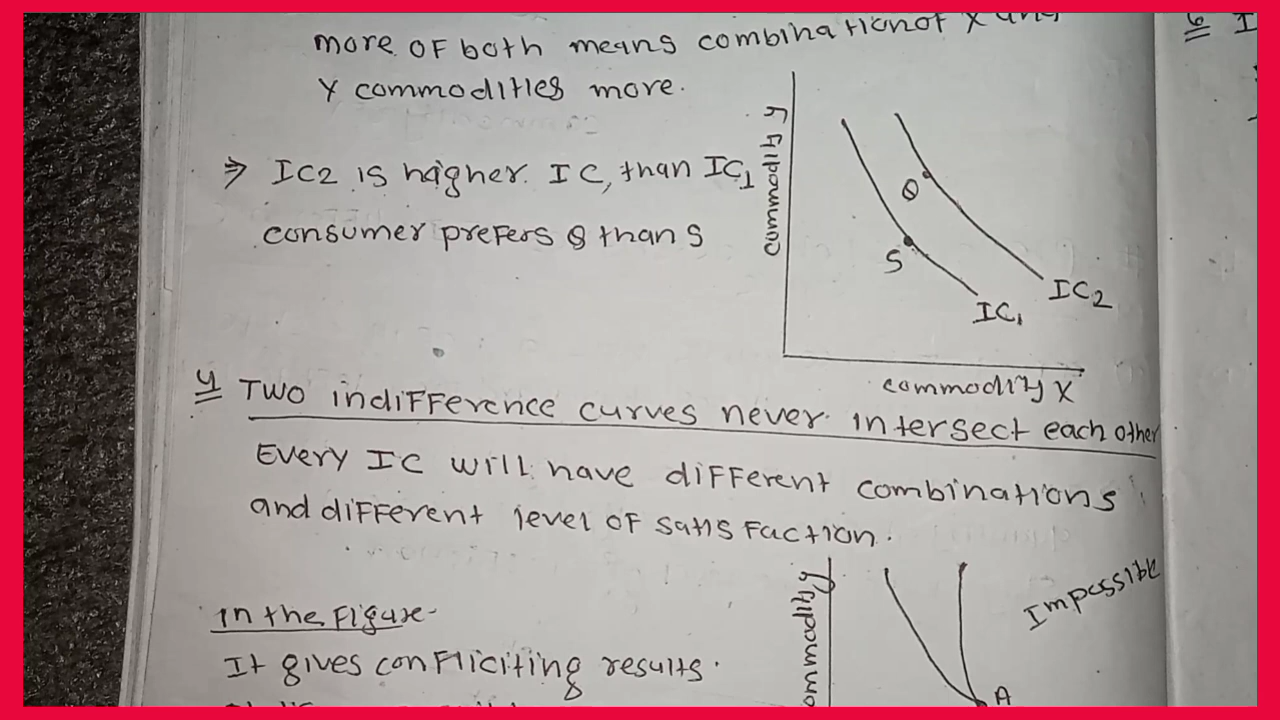 more of both means combination of X and
Y commodities more.
⇒ IC2 is higher IC, than IC1
consumer prefers Q than S
Commodity y
Q
S
IC2
IC1
commodity X
4 Two indifference curves never intersect each other
Every IC will have different combinations
and different level of satisfaction.
In the Figure-
It gives confliciting results.
Impossible
A
6 I